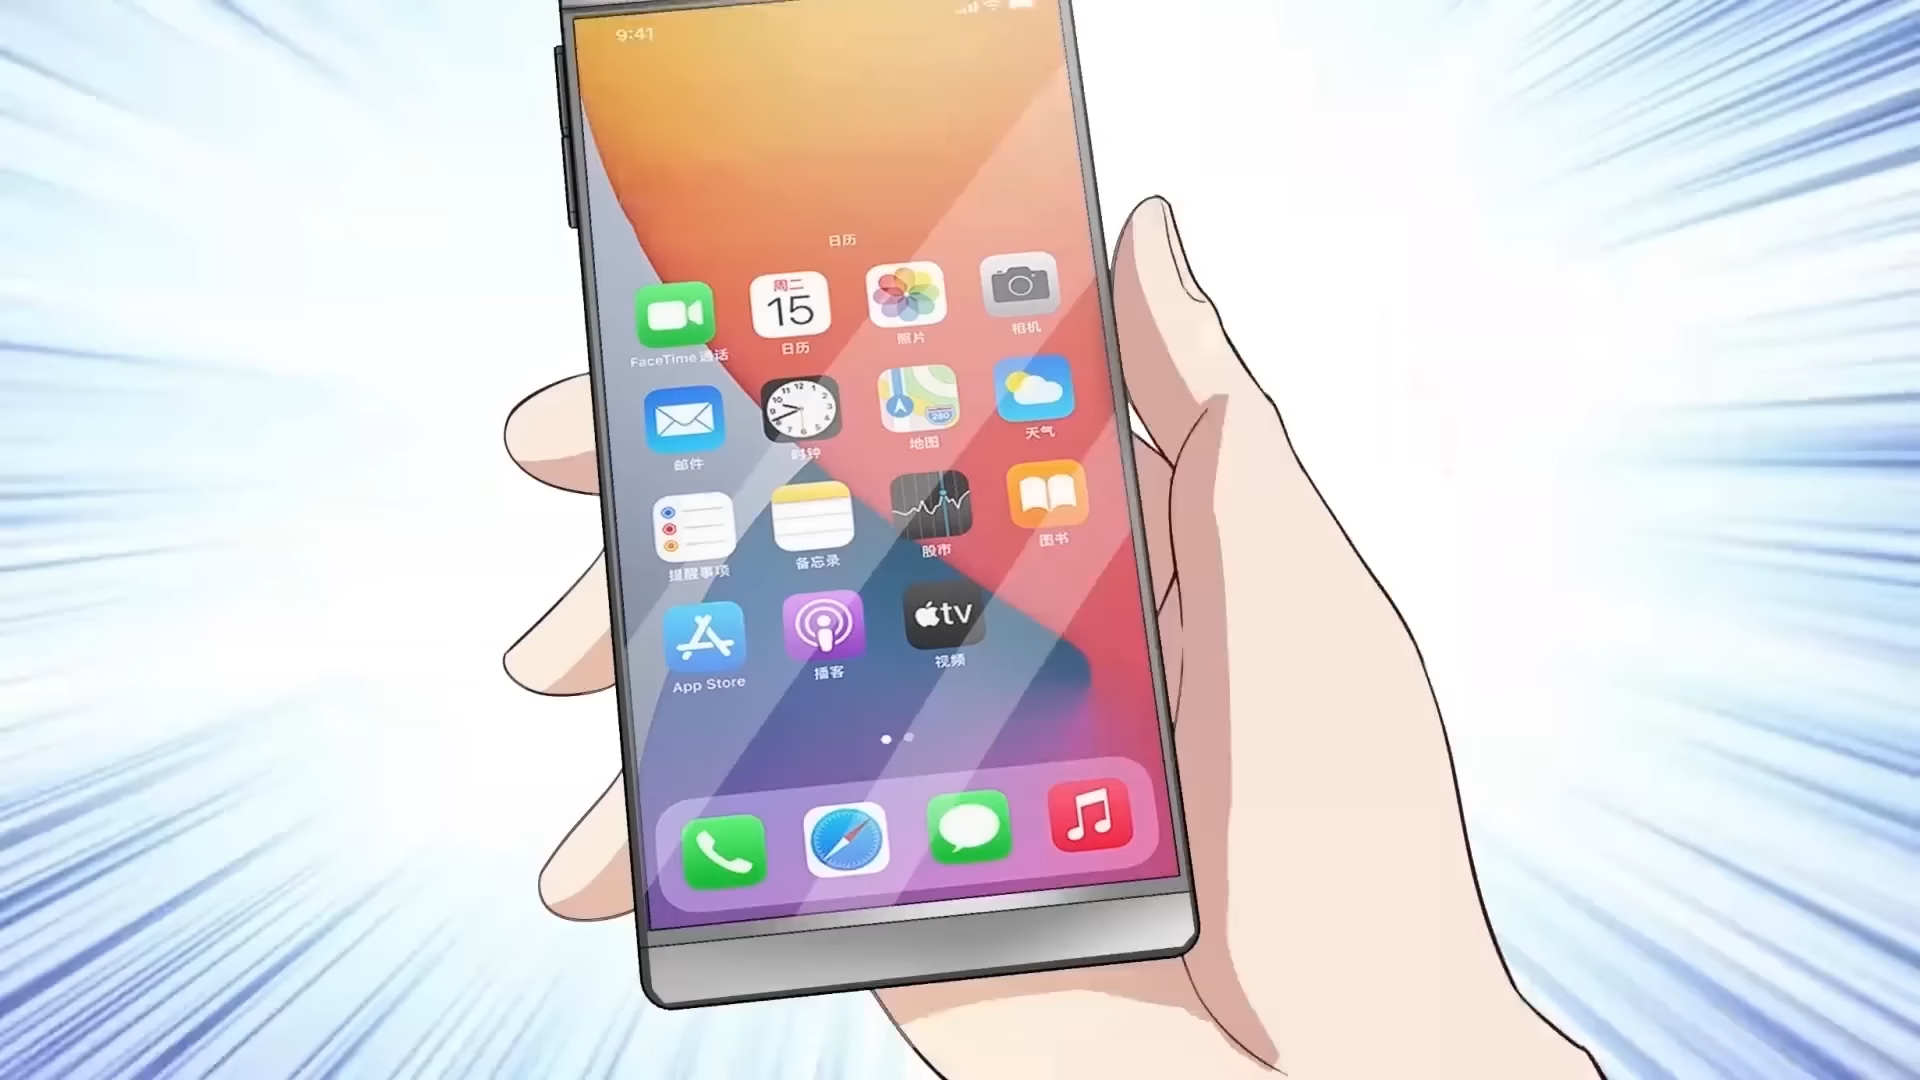 9:41
日历
FaceTime 通话
周二
15
日历
照片
相机
邮件
时钟
地图
280
天气
提醒事项
备忘录
股市
图书
App Store
播客
tv
视频